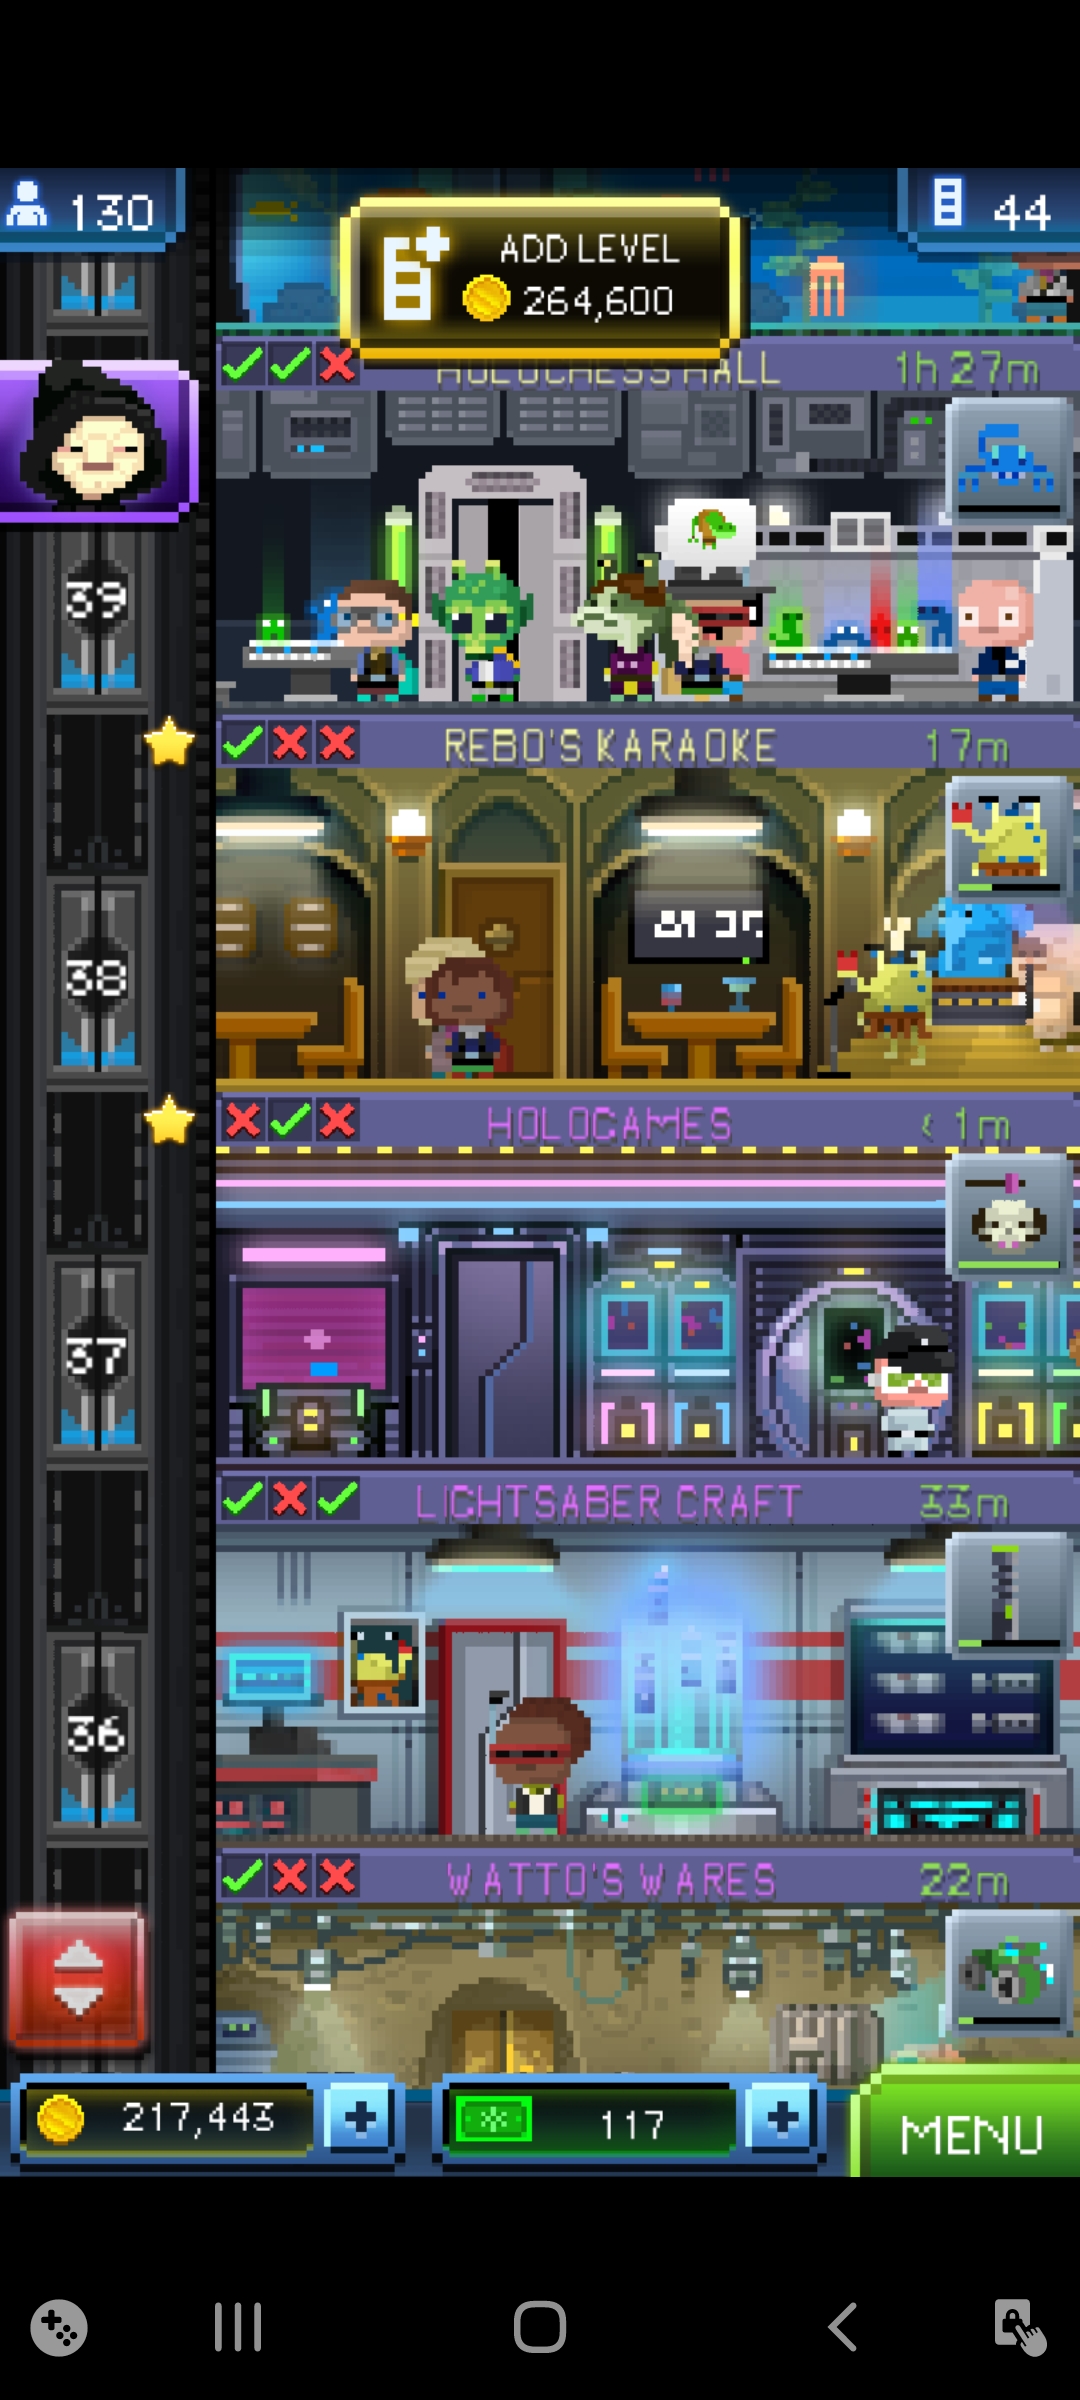 130
44
ADD LEVEL
264,600
HOLOCHESS HALL
1h 27m
39
REBO'S KARAOKE
17m
38
HOLOGAMES
< 1m
37
LIGHTSABER CRAFT
33m
36
WATTO'S WARES
22m
217,443
117
MENU